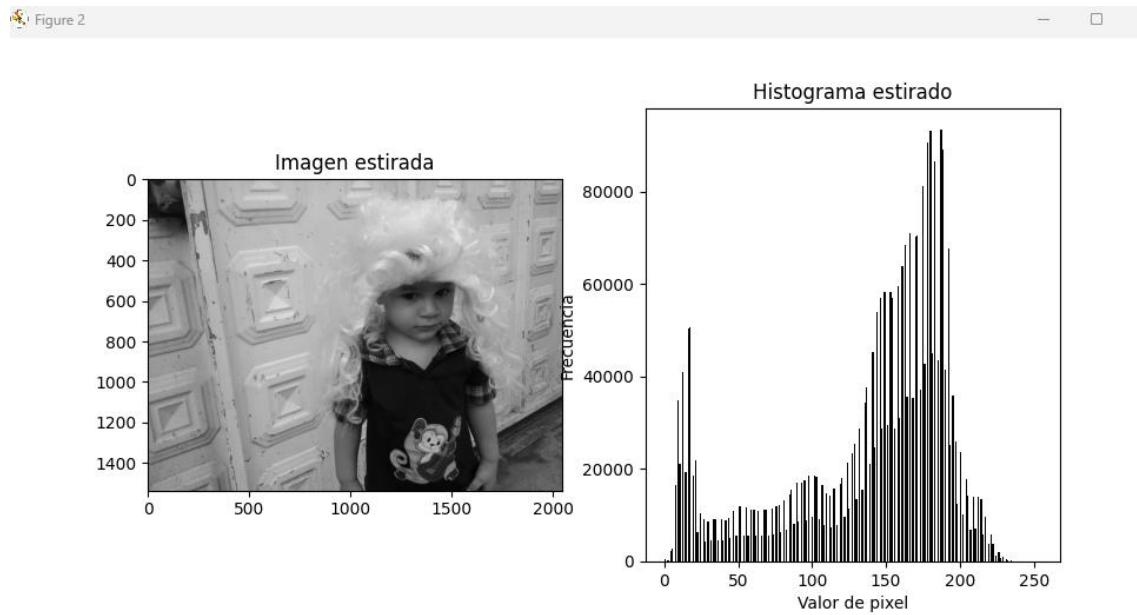 Figure 2
Imagen estirada
0
200
400
600
800
1000
1200
1400
0 500 1000 1500 2000
Histograma estirado
Frecuencia
80000
60000
40000
20000
0
0 50 100 150 200 250
Valor de pixel